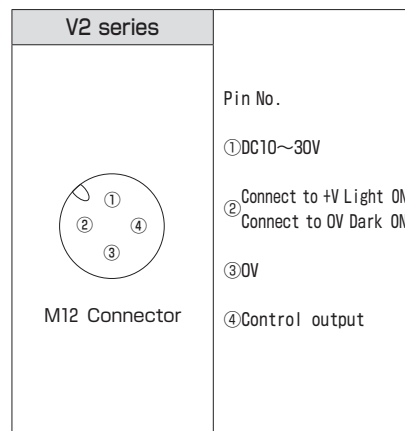 V2 series
Pin No.
①DC10～30V
②Connect to +V Light ON
Connect to 0V Dark ON
③0V
④Control output
①
②
④
③
M12 Connector